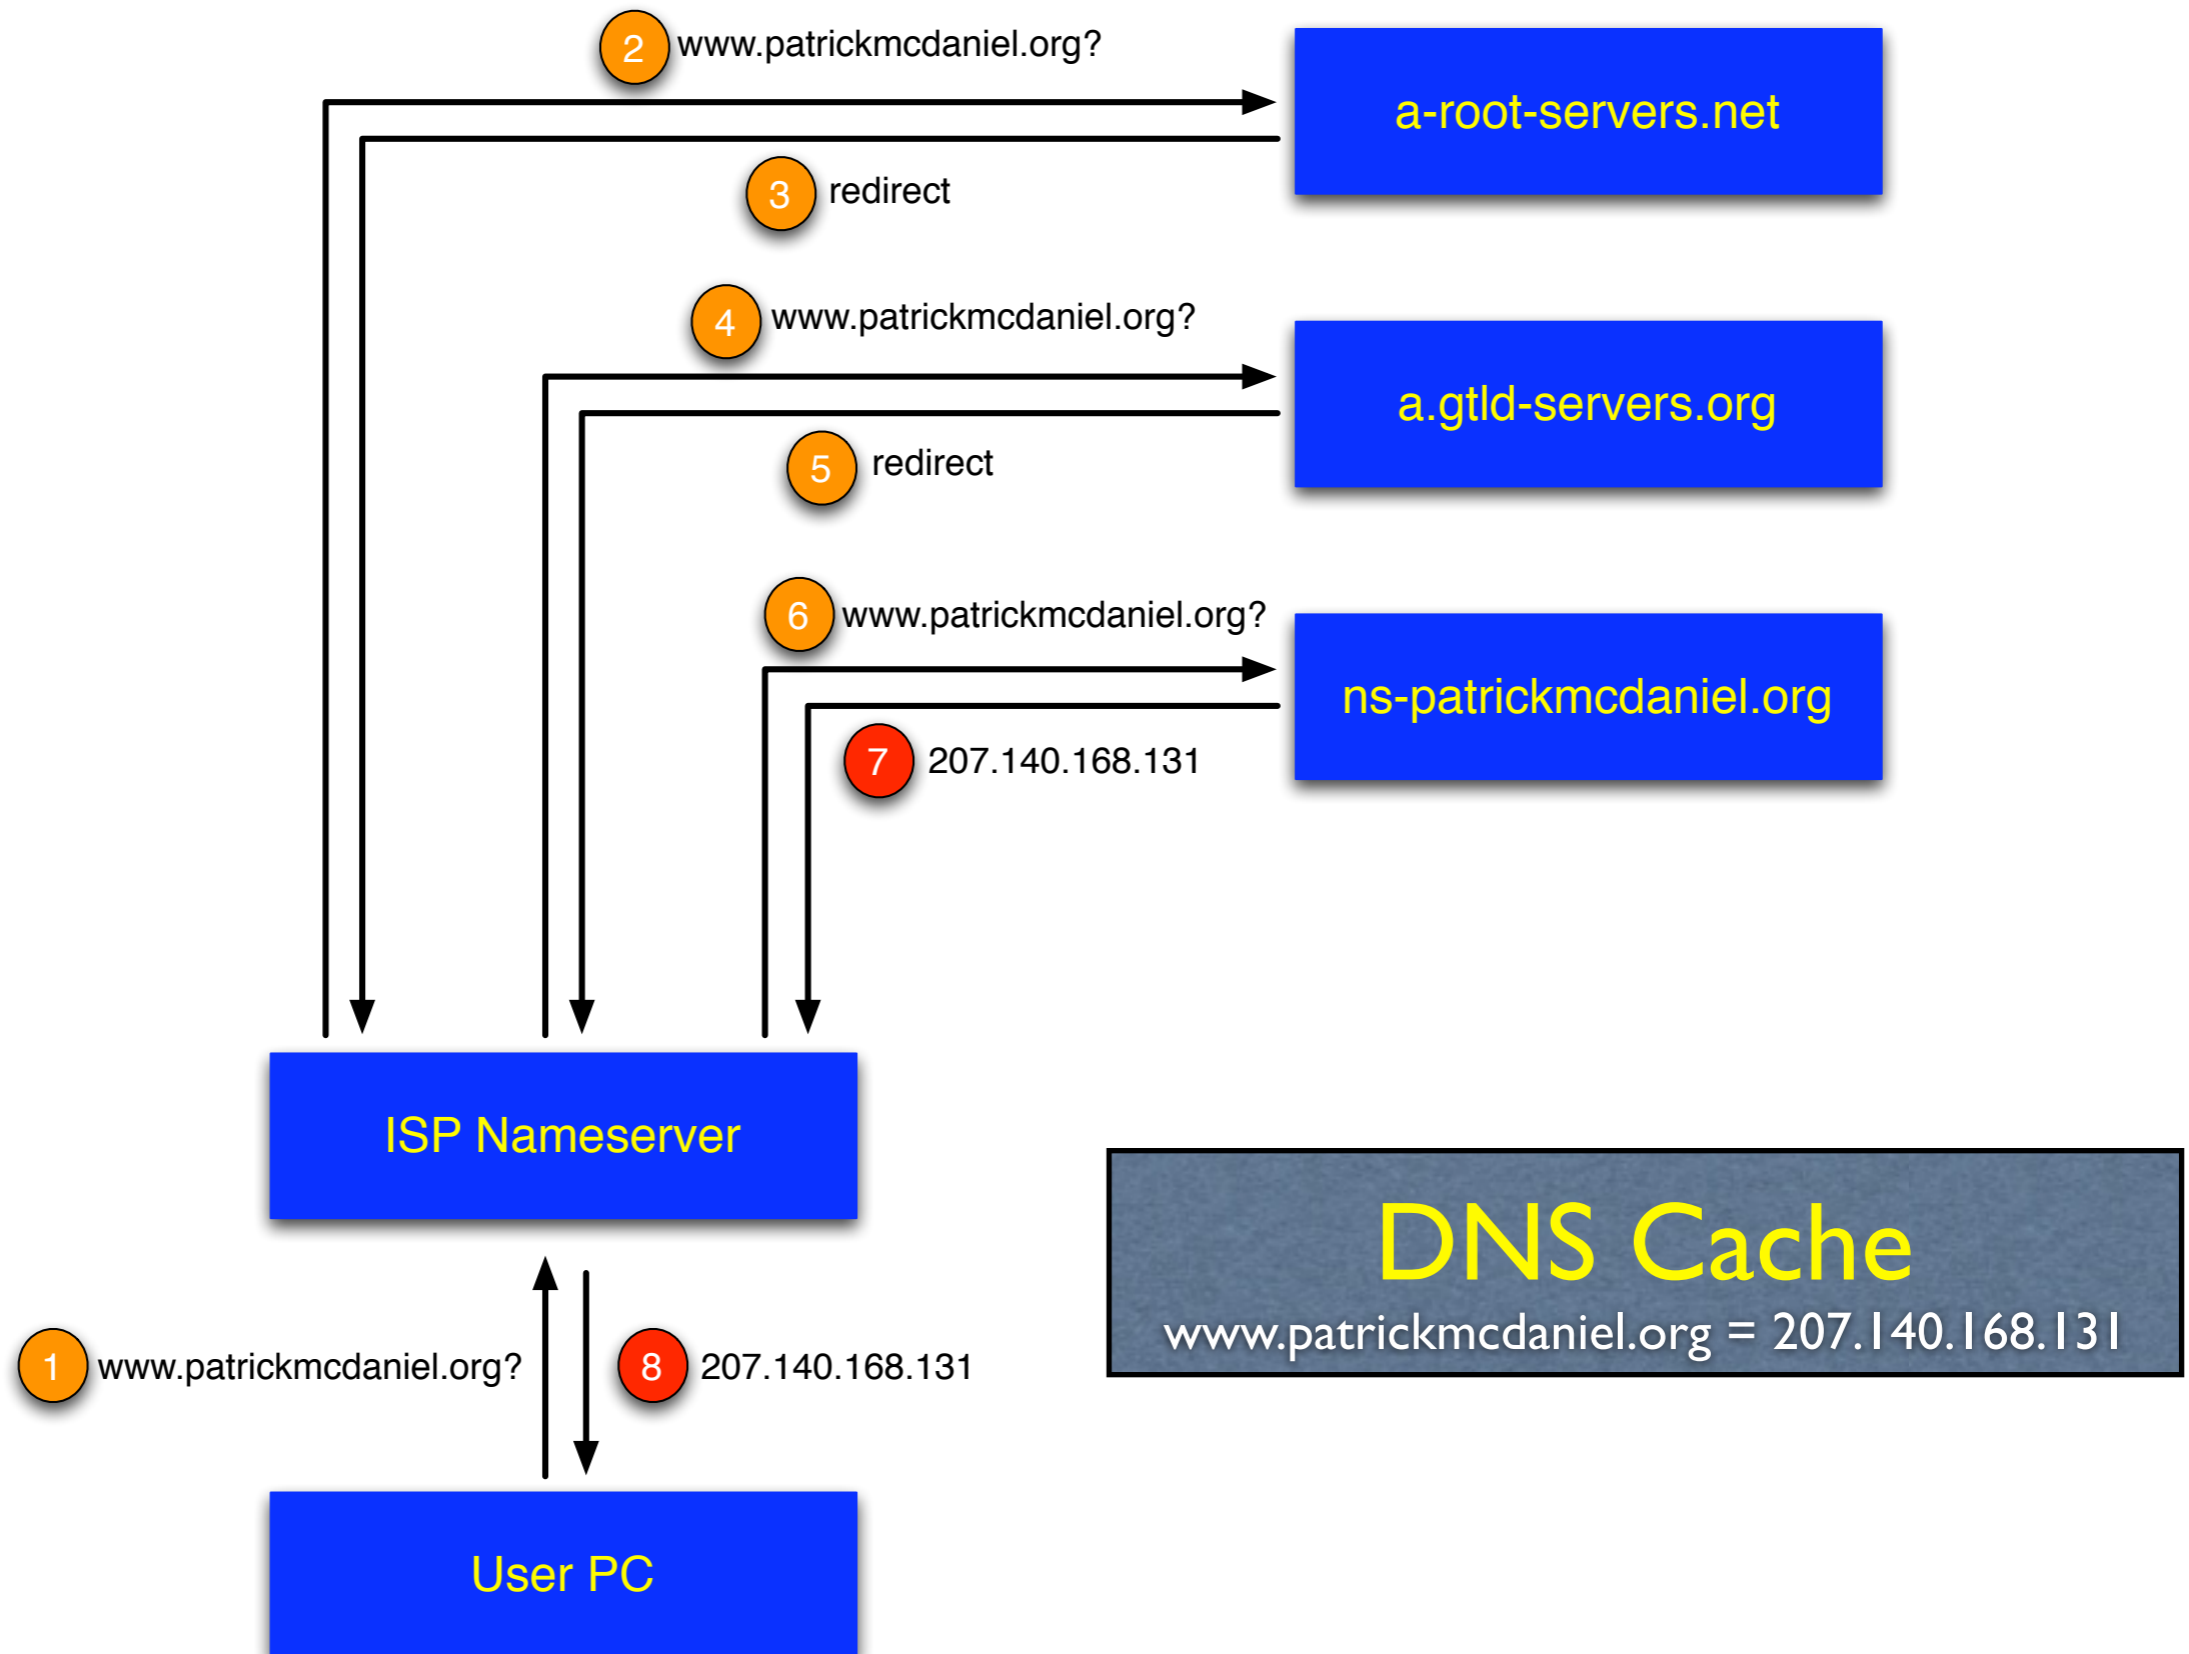 2 www.patrickmcdaniel.org?
a-root-servers.net
3 redirect
4 www.patrickmcdaniel.org?
a.gtld-servers.org
5 redirect
6 www.patrickmcdaniel.org?
ns-patrickmcdaniel.org
7 207.140.168.131
ISP Nameserver
DNS Cache
www.patrickmcdaniel.org = 207.140.168.131
1 www.patrickmcdaniel.org?
8 207.140.168.131
User PC